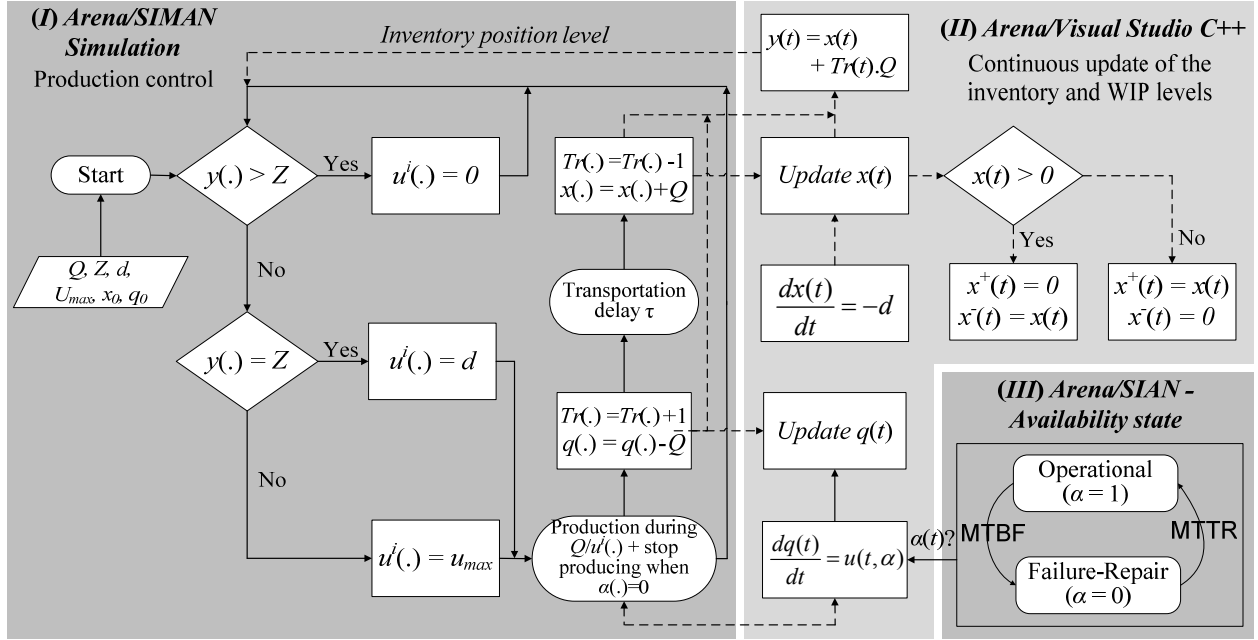 (I) Arena/SIMAN
Simulation
Production control
Inventory position level
Start
Q, Z, d,
Umax, x0, q0
y(.) > Z
Yes
u^i(.) = 0
No
y(.) = Z
Yes
u^i(.) = d
No
u^i(.) = u_max
Tr(.) =Tr(.) -1
x(.) = x(.)+Q
Transportation
delay τ
Tr(.) =Tr(.)+1
q(.) = q(.)-Q
Production during
Q/u^i(.) + stop
producing when
α(.)=0
(II) Arena/Visual Studio C++
Continuous update of the
inventory and WIP levels
y(t) = x(t)
+ Tr(t).Q
Update x(t)
x(t) > 0
Yes
No
dx(t)/dt = -d
x^+(t) = 0
x^-(t) = x(t)
x^+(t) = x(t)
x^-(t) = 0
Update q(t)
dq(t)/dt = u(t, α)
α(t)?
(III) Arena/SIAN -
Availability state
Operational
(α = 1)
MTBF
MTTR
Failure-Repair
(α = 0)